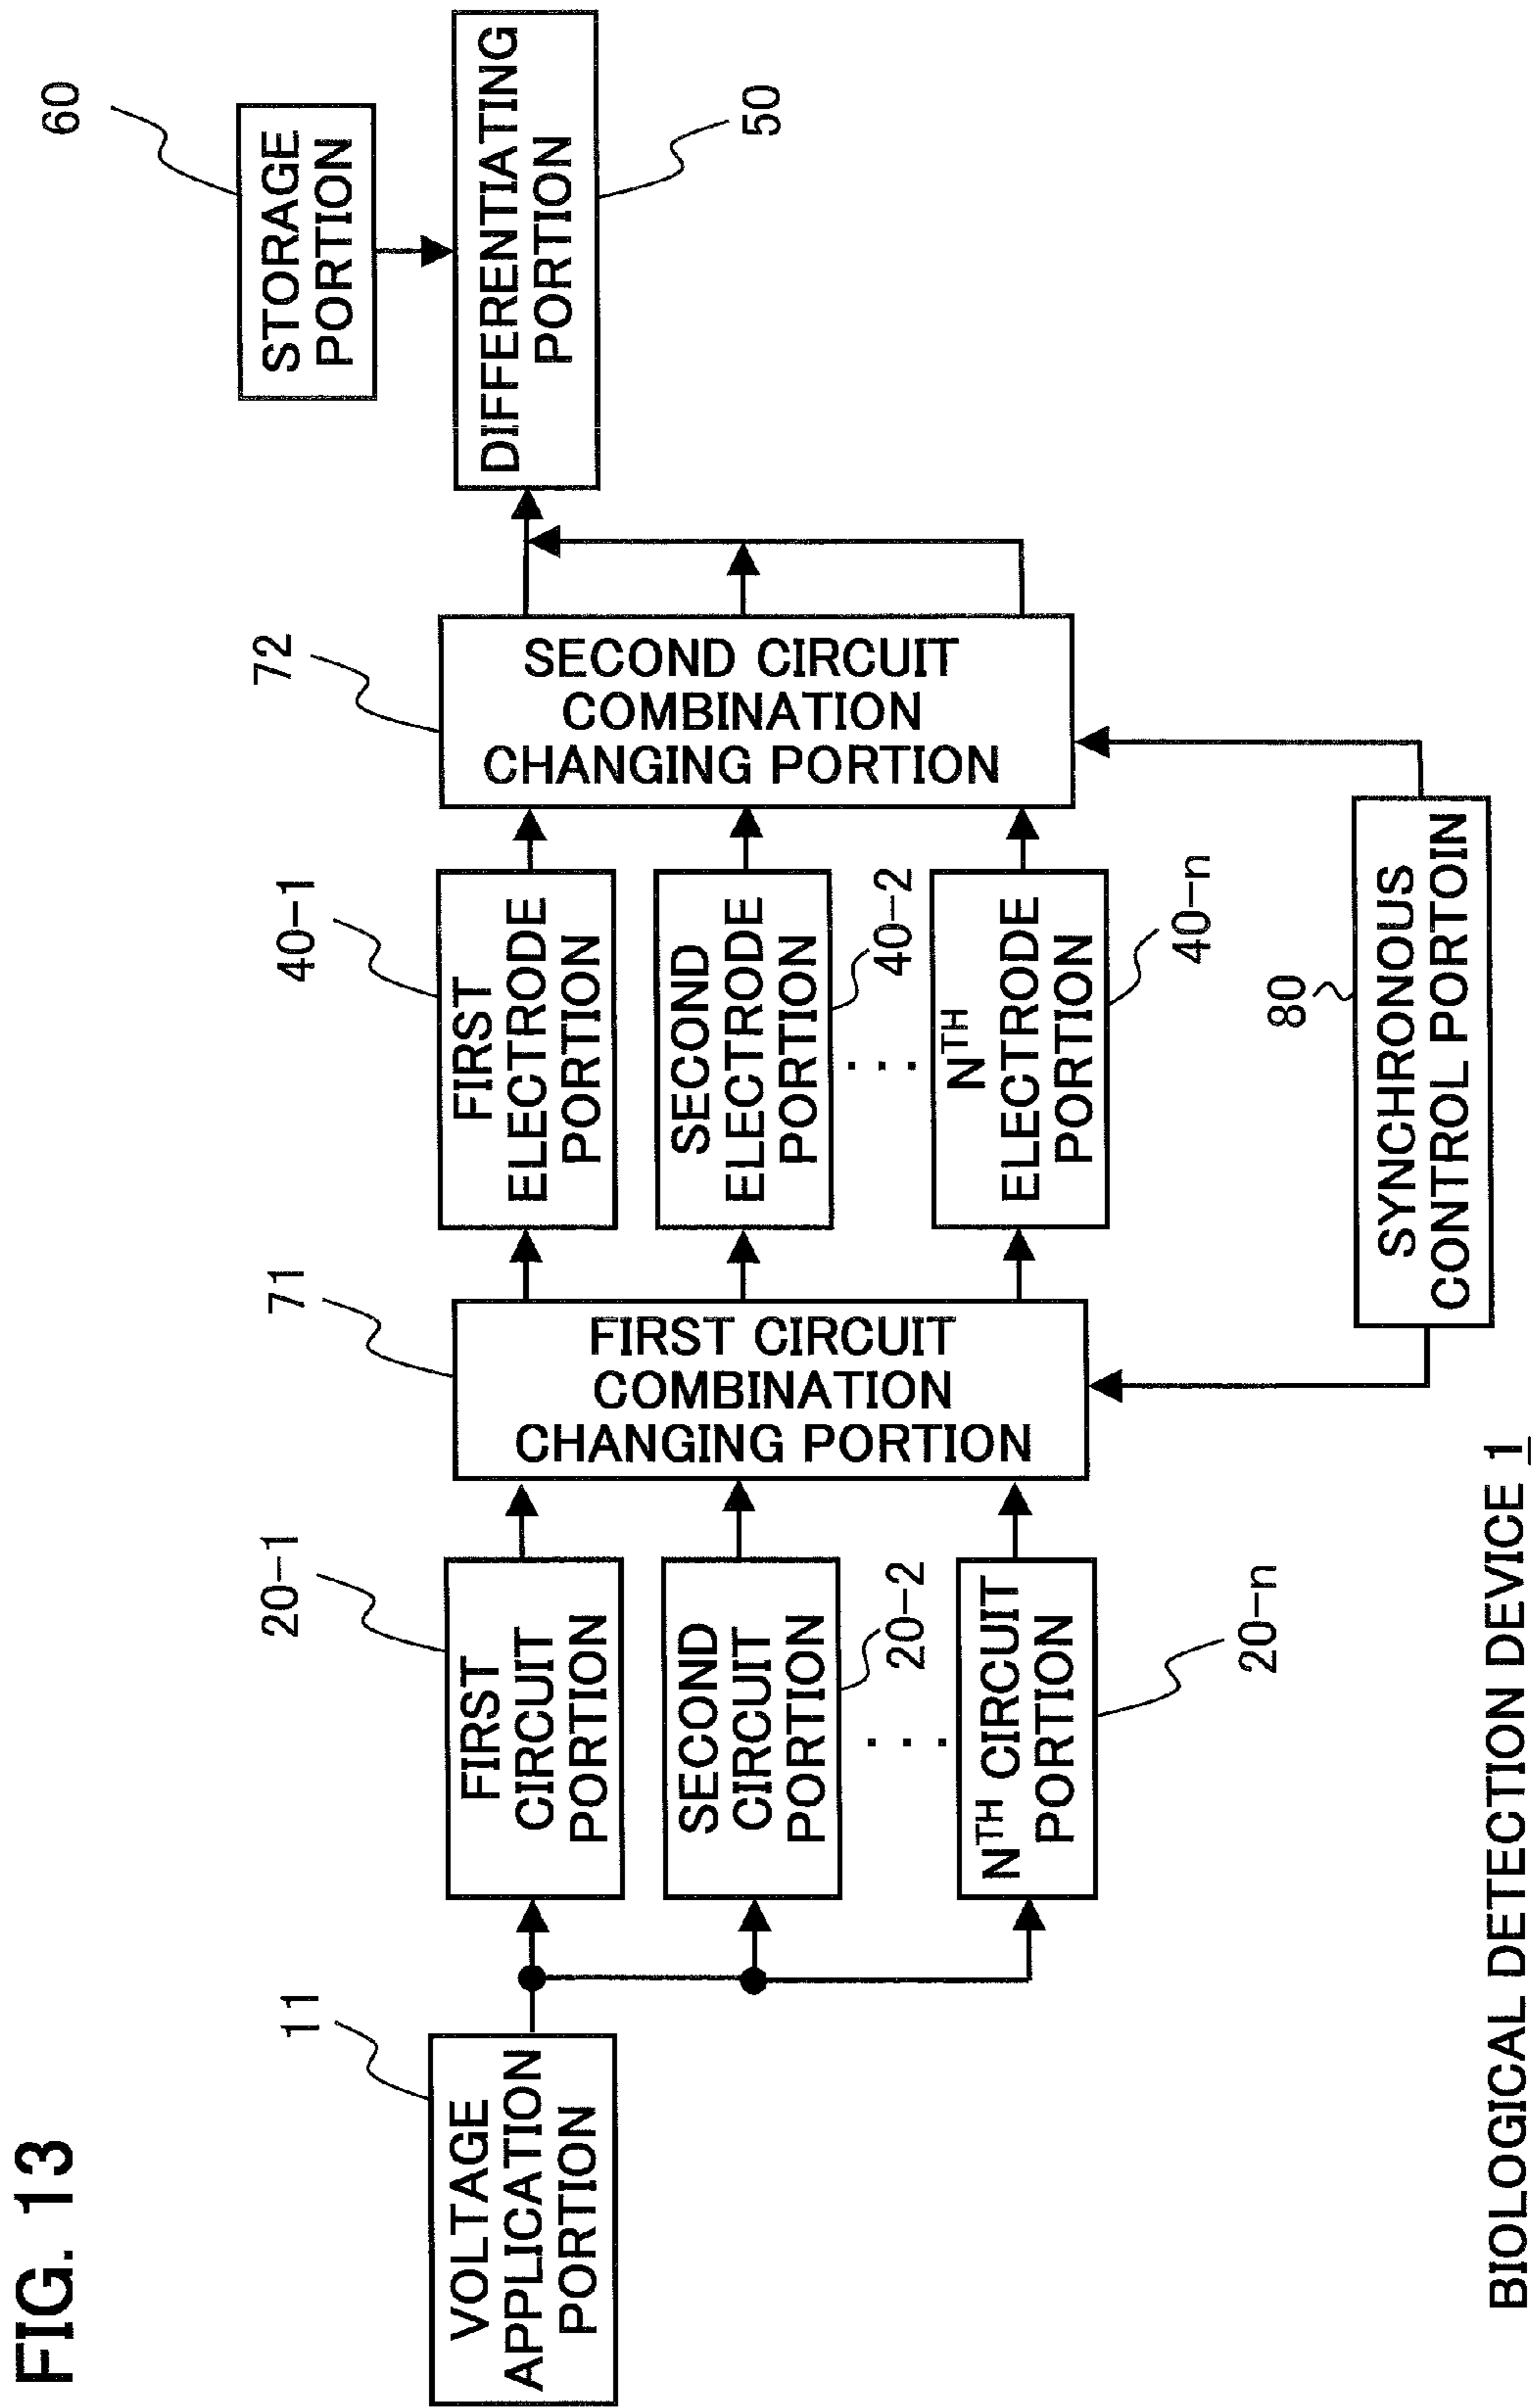 FIG. 13
60
STORAGE
PORTION
DIFFERENTIATING
PORTION
50
72
SECOND CIRCUIT
COMBINATION
CHANGING PORTION
40-1
FIRST
ELECTRODE
PORTION
SECOND
ELECTRODE
PORTION
40-2
...
NTH
ELECTRODE
PORTION
40-n
71
FIRST CIRCUIT
COMBINATION
CHANGING PORTION
80
SYNCHRONOUS
CONTROL PORTOIN
20-1
FIRST
CIRCUIT
PORTION
SECOND
CIRCUIT
PORTION
20-2
...
NTH CIRCUIT
PORTION
20-n
11
VOLTAGE
APPLICATION
PORTION
BIOLOGICAL DETECTION DEVICE 1